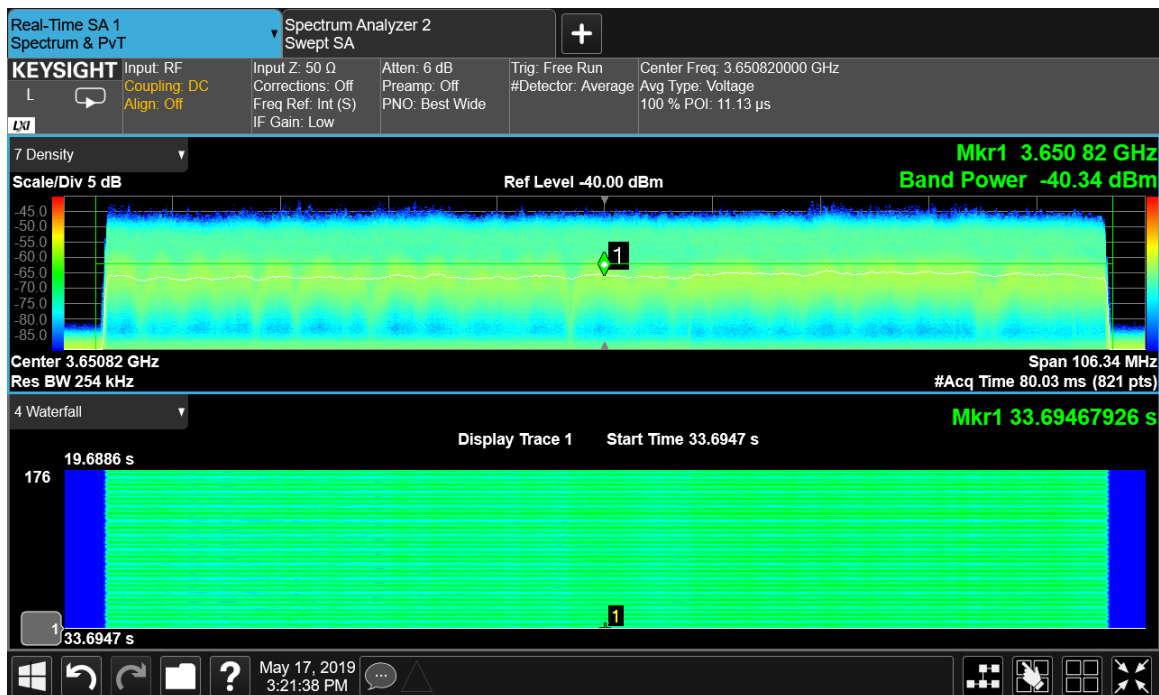 Real-Time SA 1
Spectrum & PvT
Spectrum Analyzer 2
Swept SA
KEYSIGHT
L
LXI
Input: RF
Coupling: DC
Align: Off
Input Z: 50 Ω
Corrections: Off
Freq Ref: Int (S)
IF Gain: Low
Atten: 6 dB
Preamp: Off
PNO: Best Wide
Trig: Free Run
#Detector: Average
Center Freq: 3.650820000 GHz
Avg Type: Voltage
100 % POI: 11.13 µs
7 Density
Mkr1 3.650 82 GHz
Scale/Div 5 dB
Ref Level -40.00 dBm
Band Power -40.34 dBm
-45.0
-50.0
-55.0
-60.0
-65.0
-70.0
-75.0
-80.0
-85.0
1
Center 3.65082 GHz
Span 106.34 MHz
Res BW 254 kHz
#Acq Time 80.03 ms (821 pts)
4 Waterfall
Mkr1 33.69467926 s
Display Trace 1 Start Time 33.6947 s
19.6886 s
176
1
1
33.6947 s
?
May 17, 2019
3:21:38 PM